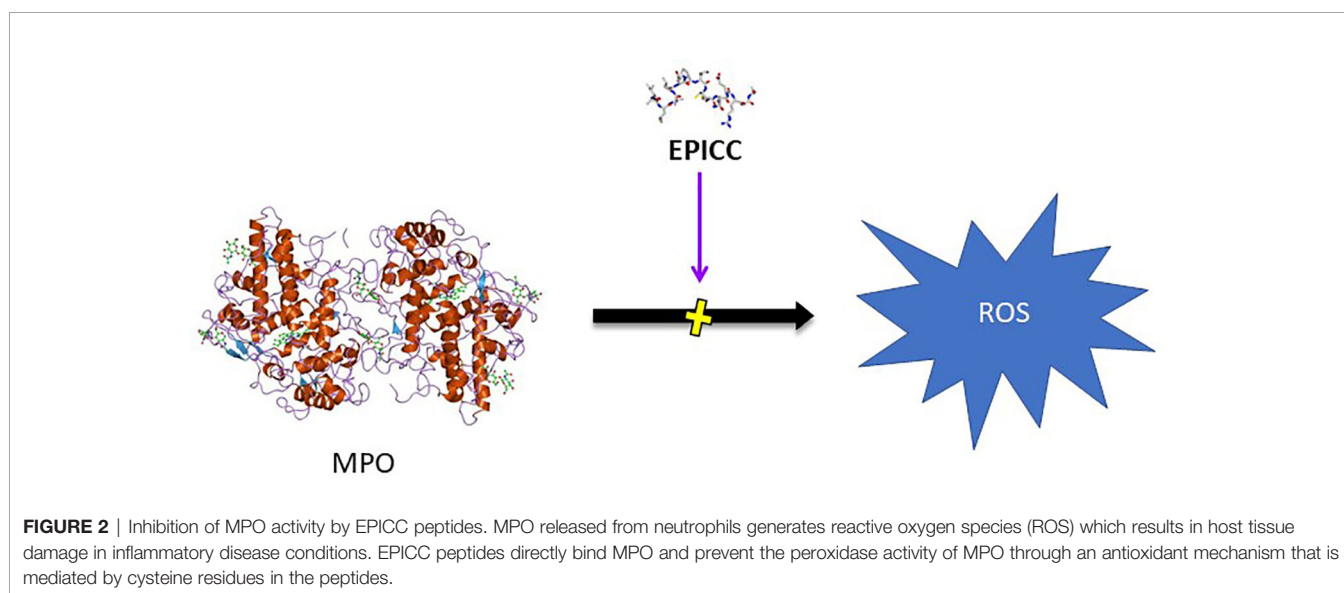 EPICC
ROS
MPO
FIGURE 2 | Inhibition of MPO activity by EPICC peptides. MPO released from neutrophils generates reactive oxygen species (ROS) which results in host tissue
damage in inflammatory disease conditions. EPICC peptides directly bind MPO and prevent the peroxidase activity of MPO through an antioxidant mechanism that is
mediated by cysteine residues in the peptides.